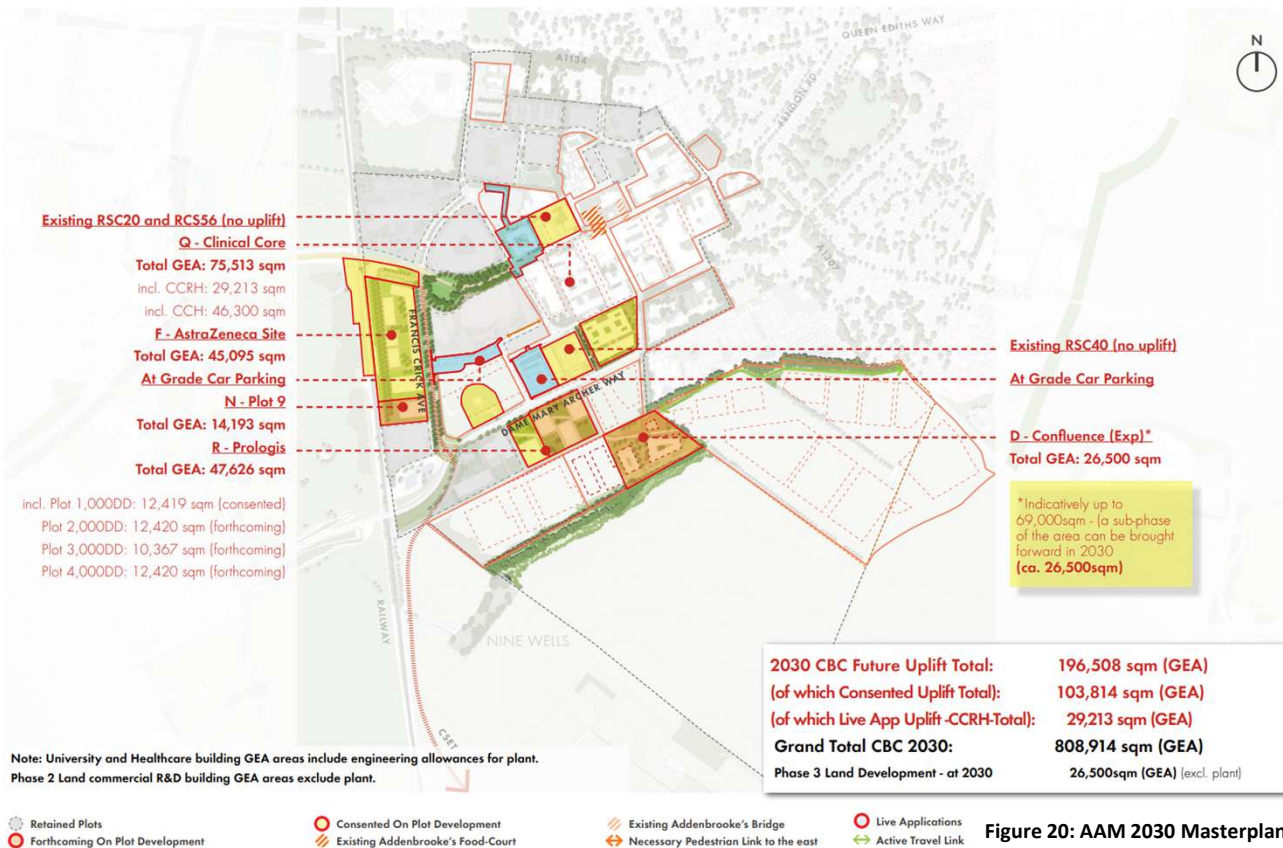 QUEEN EDITHS WAY
N
A1134
FENDON RD
Existing RSC20 and RCS56 (no uplift)
Q - Clinical Core
Total GEA: 75,513 sqm
incl. CCRH: 29,213 sqm
incl. CCH: 46,300 sqm
F - AstraZeneca Site
Total GEA: 45,095 sqm
At Grade Car Parking
N - Plot 9
Total GEA: 14,193 sqm
R - Prologis
Total GEA: 47,626 sqm
incl. Plot 1,000DD: 12,419 sqm (consented)
Plot 2,000DD: 12,420 sqm (forthcoming)
Plot 3,000DD: 10,367 sqm (forthcoming)
Plot 4,000DD: 12,420 sqm (forthcoming)
A1307
FRANCIS CRICK AVE
DAME MARY ARCHER WAY
Existing RSC40 (no uplift)
At Grade Car Parking
D - Confluence (Exp)*
Total GEA: 26,500 sqm
*Indicatively up to
69,000sqm - (a sub-phase
of the area can be brought
forward in 2030
(ca. 26,500sqm)
RAILWAY
NINE WELLS
CSET
2030 CBC Future Uplift Total: 196,508 sqm (GEA)
(of which Consented Uplift Total): 103,814 sqm (GEA)
(of which Live App Uplift -CCRH-Total): 29,213 sqm (GEA)
Grand Total CBC 2030: 808,914 sqm (GEA)
Phase 3 Land Development - at 2030 26,500sqm (GEA) (excl. plant)
Note: University and Healthcare building GEA areas include engineering allowances for plant.
Phase 2 Land commercial R&D building GEA areas exclude plant.
Retained Plots
Forthcoming On Plot Development
Consented On Plot Development
Existing Addenbrooke's Food-Court
Existing Addenbrooke's Bridge
Necessary Pedestrian Link to the east
Live Applications
Active Travel Link
Figure 20: AAM 2030 Masterplan